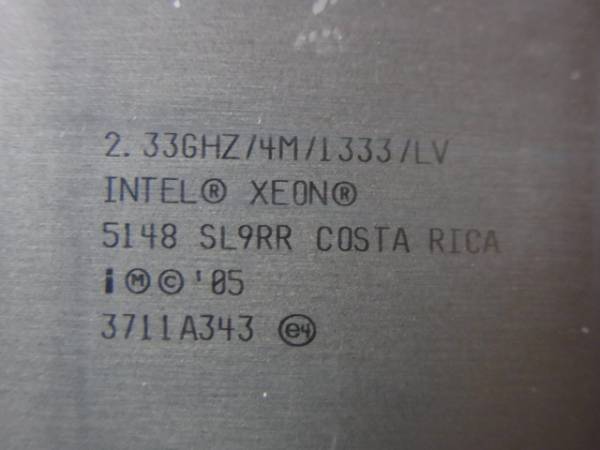 2.33GHZ/4M/1333/LV
INTEL® XEON®
5148 SL9RR COSTA RICA
i Ⓜ © '05
3711A343 e4